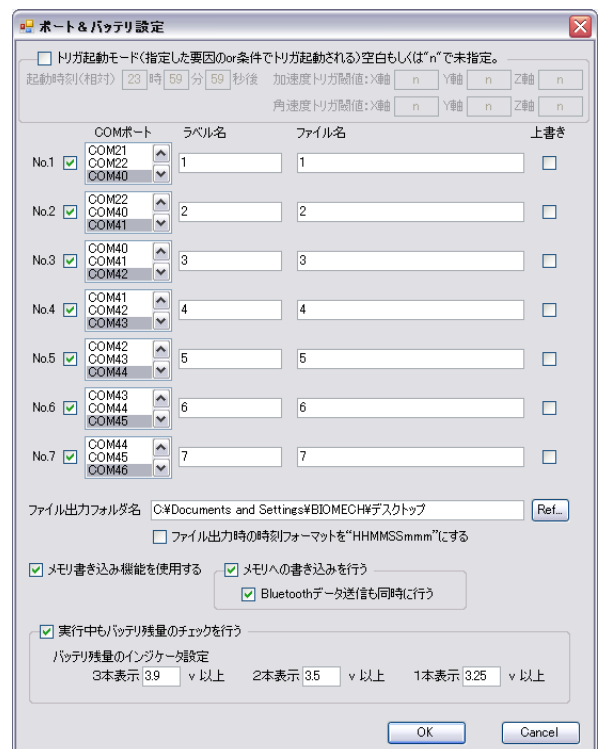 ポート&バッテリ設定
トリガ起動モード(指定した要因のor条件でトリガ起動される)空白もしくは"n"で未指定。
起動時刻(相対) 23 時 59 分 59 秒後 加速度トリガ閾値:X軸 n Y軸 n Z軸 n
角速度トリガ閾値:X軸 n Y軸 n Z軸 n
COMポート ラベル名 ファイル名 上書き
COM21
No.1 COM22 1 1
COM40
COM22
No.2 COM40 2 2
COM41
COM40
No.3 COM41 3 3
COM42
COM41
No.4 COM42 4 4
COM43
COM42
No.5 COM43 5 5
COM44
COM43
No.6 COM44 6 6
COM45
COM44
No.7 COM45 7 7
COM46
ファイル出力フォルダ名 C:¥Documents and Settings¥BIOMECH¥デスクトップ Ref...
ファイル出力時の時刻フォーマットを"HHMMSSmmm"にする
メモリ書き込み機能を使用する メモリへの書き込みを行う
Bluetoothデータ送信も同時に行う
実行中もバッテリ残量のチェックを行う
バッテリ残量のインジケータ設定
3本表示 3.9 v 以上 2本表示 3.5 v 以上 1本表示 3.25 v 以上
OK Cancel